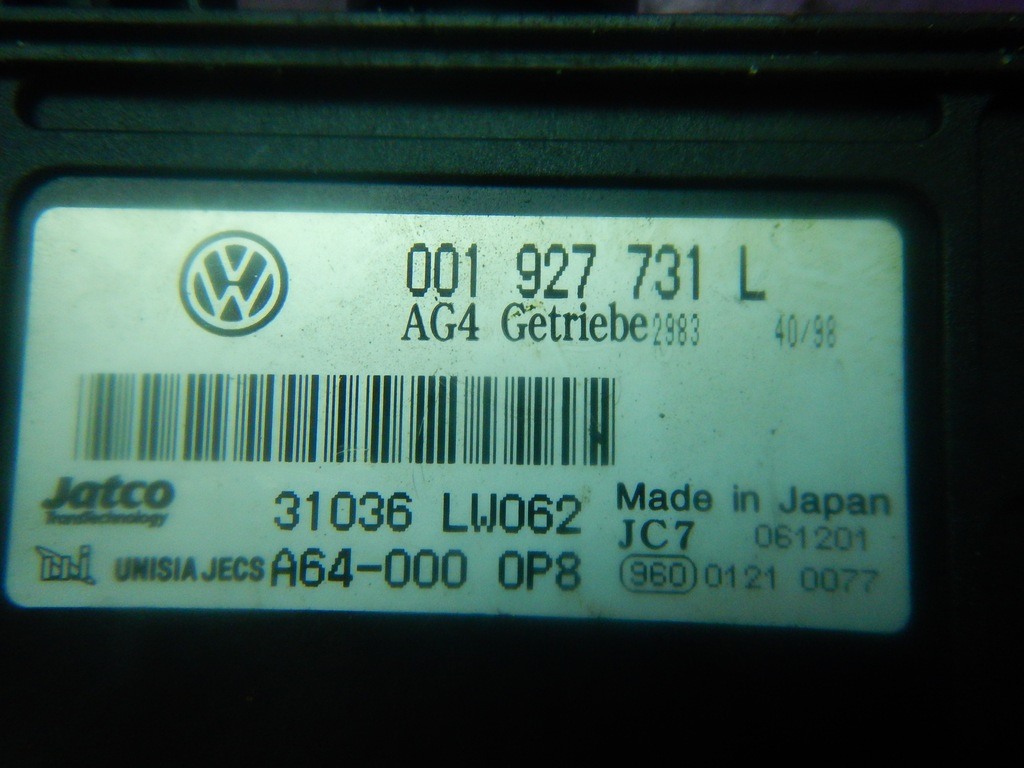 001 927 731 L
AG4 Getriebe 2983 40/98
Jatco
TransTechnology
31036 LW062
Made in Japan
JC7 061201
UNISIA JECS A64-000 0P8
960 0121 0077